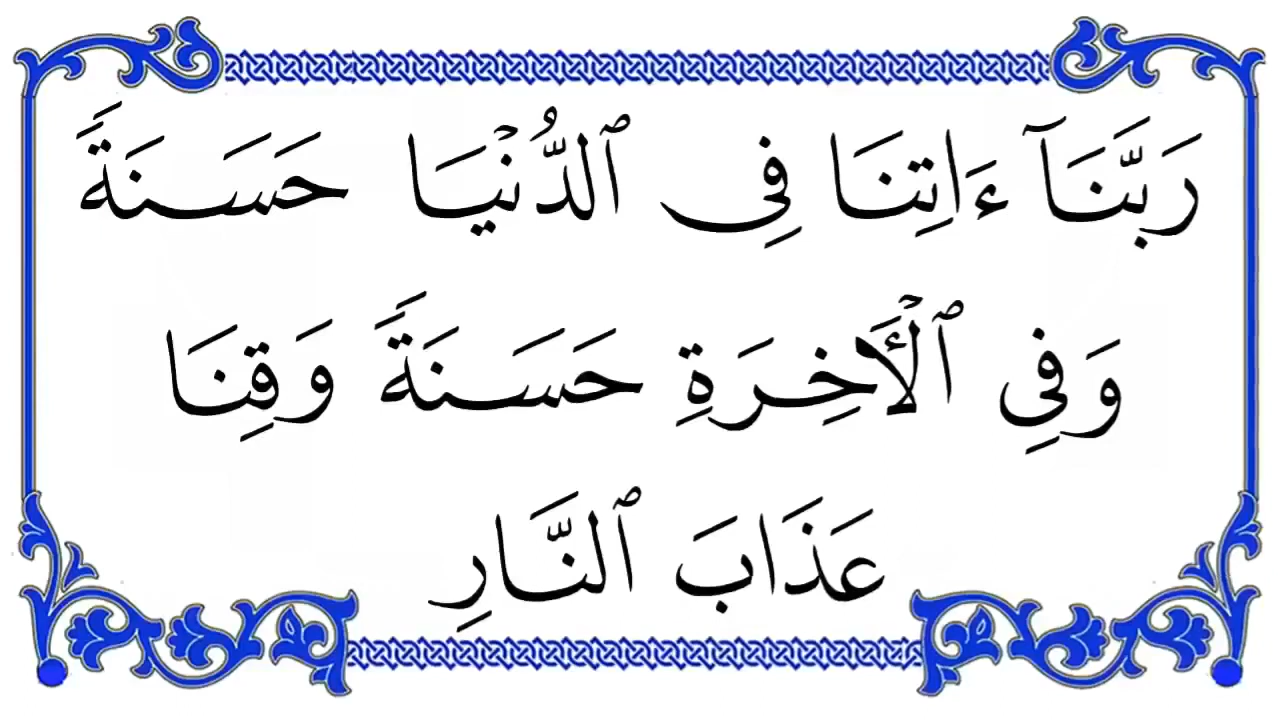 رَبَّنَآ ءَاتِنَا فِى ٱلدُّنْيَا حَسَنَةً
وَفِى ٱلْأَخِرَةِ حَسَنَةً وَقِنَا
عَذَابَ ٱلنَّارِ